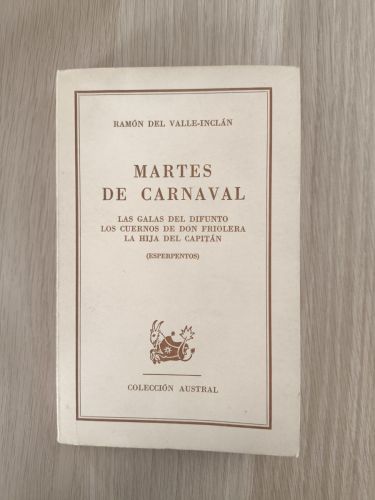 RAMÓN DEL VALLE-INCLÁN
MARTES
DE CARNAVAL
LAS GALAS DEL DIFUNTO
LOS CUERNOS DE DON FRIOLERA
LA HIJA DEL CAPITÁN
(ESPERPENTOS)
COLECCIÓN AUSTRAL